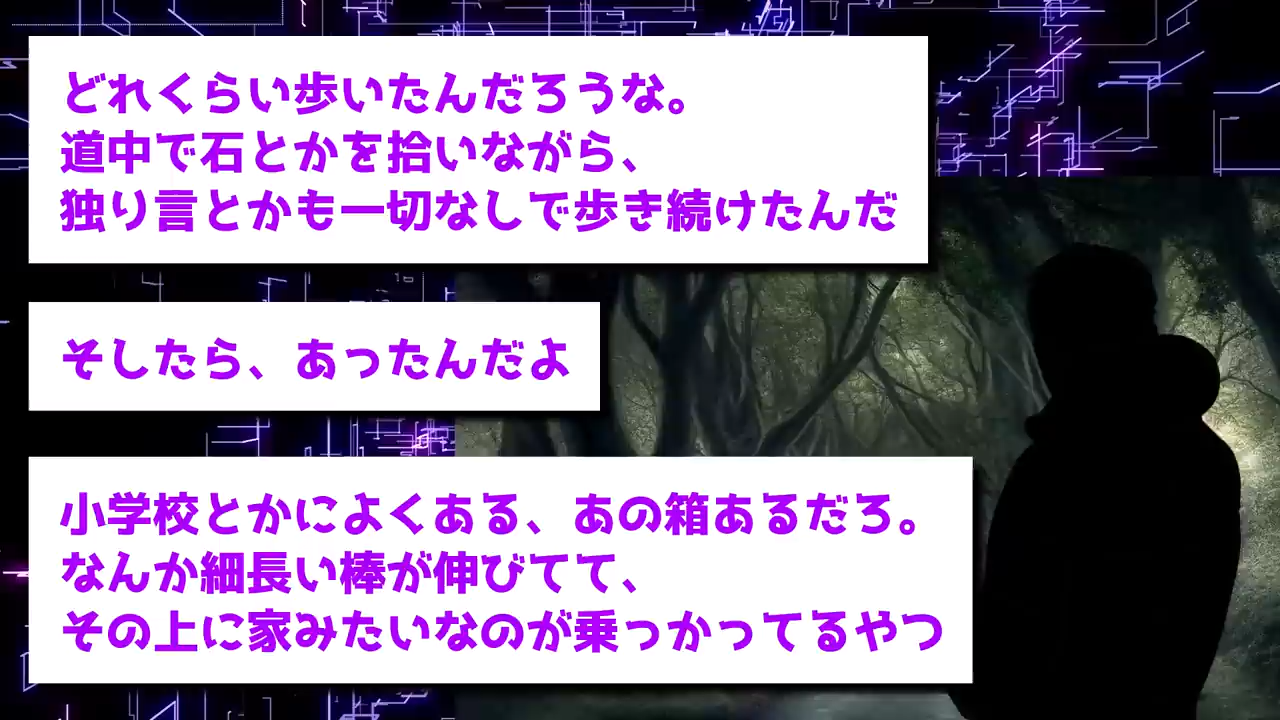 どれくらい歩いたんだろうな。
道中で石とかを拾いながら、
独り言とかも一切なしで歩き続けたんだ
そしたら、あったんだよ
小学校とかによくある、あの箱あるだろ。
なんか細長い棒が伸びてて、
その上に家みたいなのが乗っかってるやつ